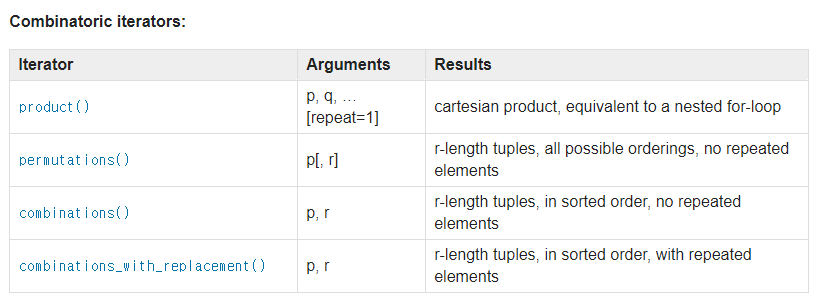 Combinatoric iterators:
Iterator Arguments Results
product() p, q, … [repeat=1] cartesian product, equivalent to a nested for-loop
permutations() p[, r] r-length tuples, all possible orderings, no repeated elements
combinations() p, r r-length tuples, in sorted order, no repeated elements
combinations_with_replacement() p, r r-length tuples, in sorted order, with repeated elements